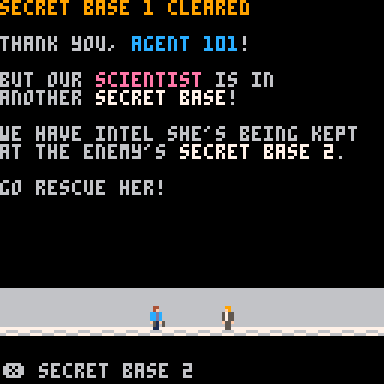 SECRET BASE 1 CLEARED
THANK YOU, AGENT 101!
BUT OUR SCIENTIST IS IN
ANOTHER SECRET BASE!
WE HAVE INTEL SHE'S BEING KEPT
AT THE ENEMY'S SECRET BASE 2.
GO RESCUE HER!
SECRET BASE 2